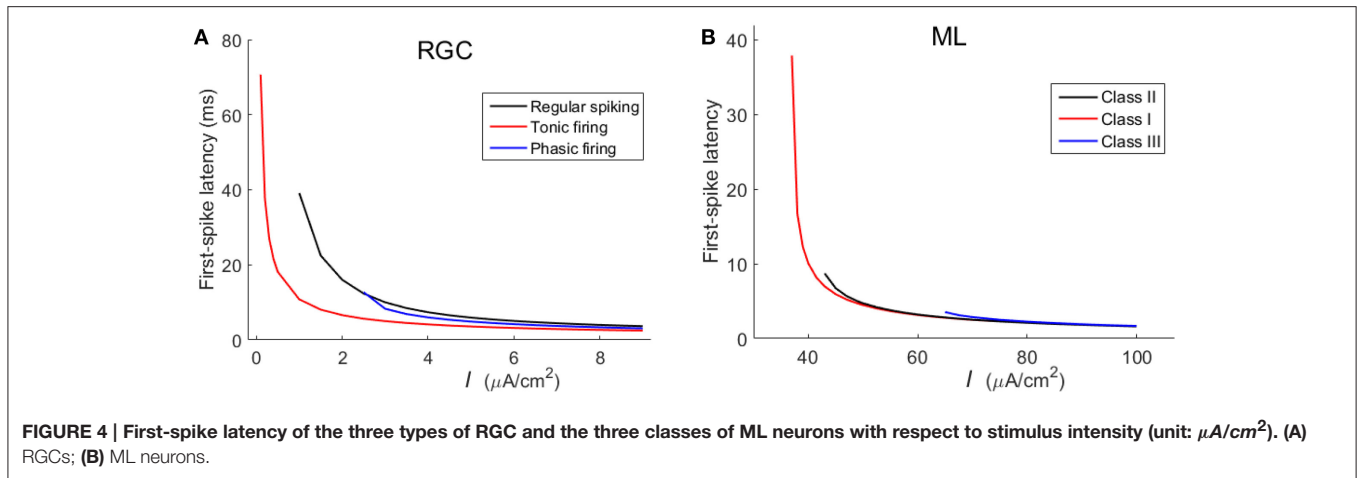 A
RGC
80
60
40
20
0
First-spike latency (ms)
Regular spiking
Tonic firing
Phasic firing
0 2 4 6 8
I (μA/cm²)
B
ML
40
30
20
10
0
First-spike latency
Class II
Class I
Class III
40 60 80 100
I (μA/cm²)
FIGURE 4 | First-spike latency of the three types of RGC and the three classes of ML neurons with respect to stimulus intensity (unit: μA/cm²). (A)
RGCs; (B) ML neurons.